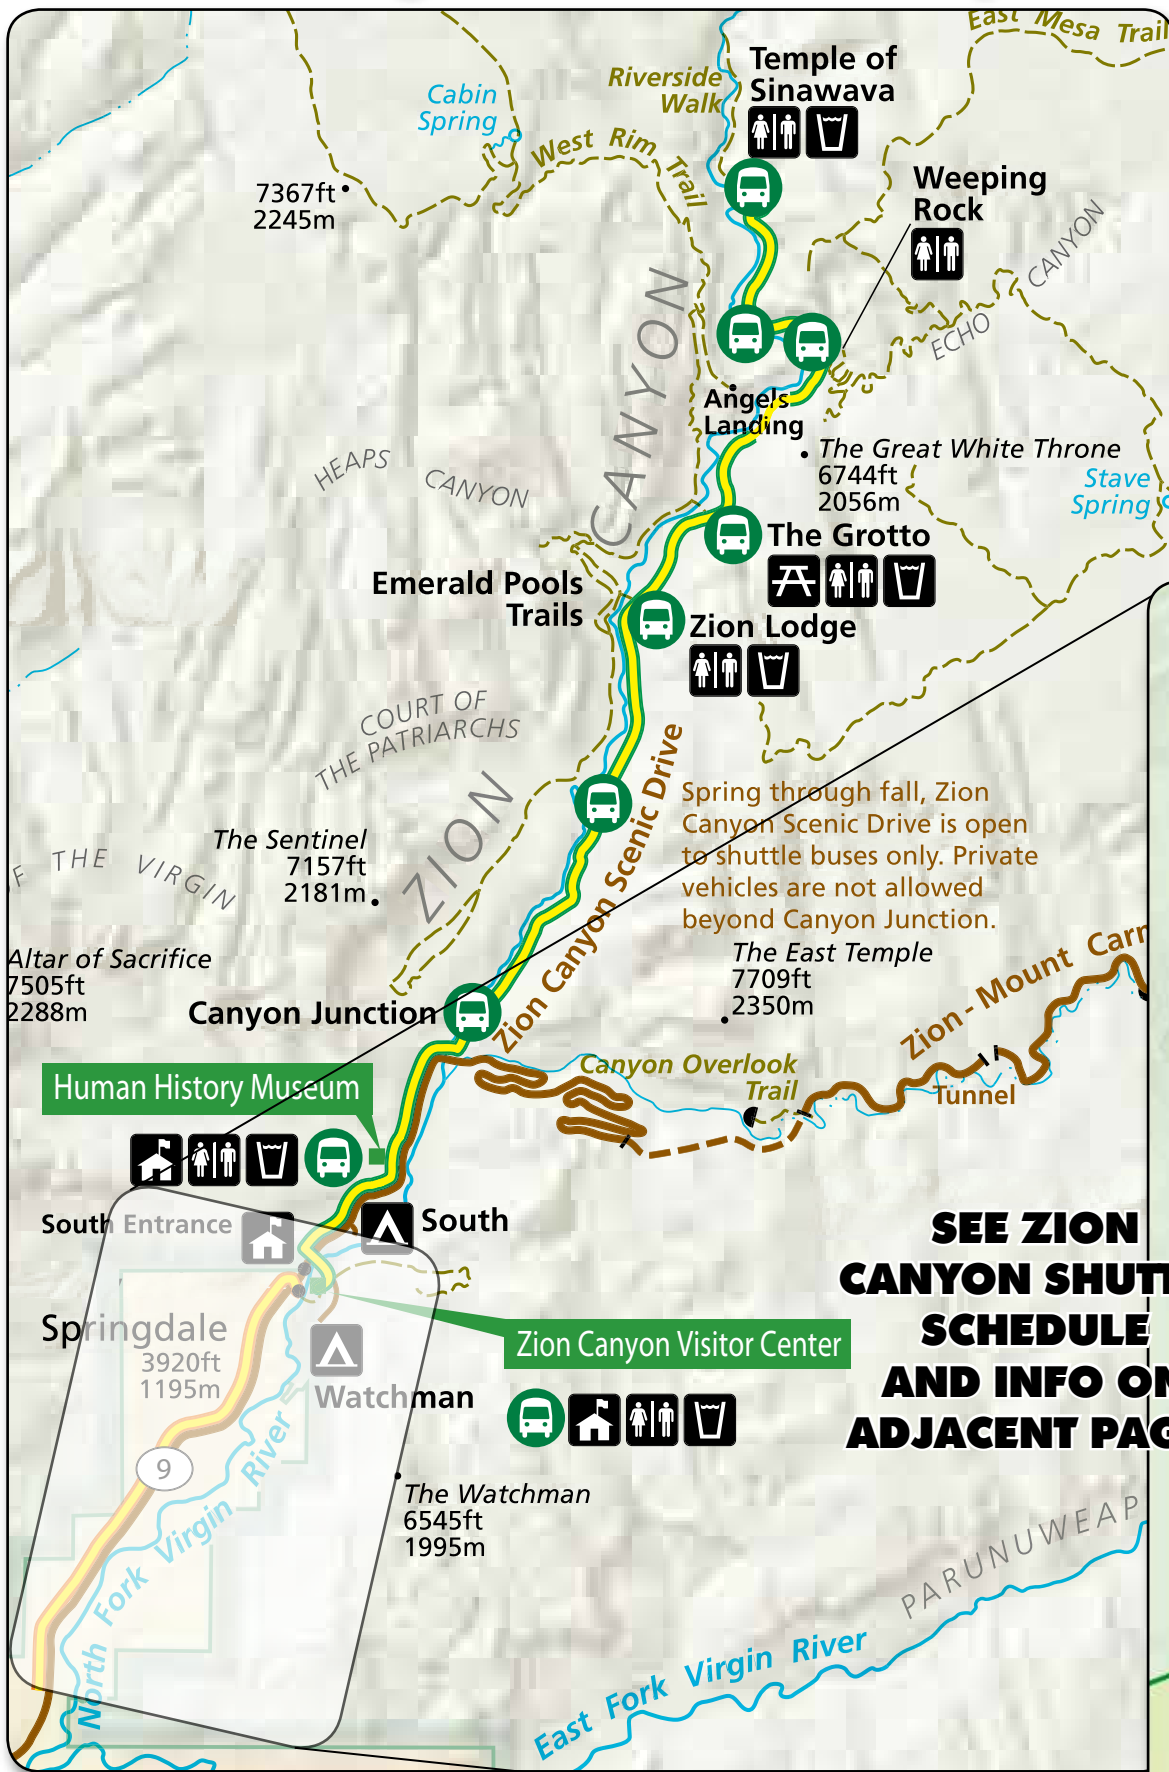 East Mesa Trail
Temple of
Sinawava
Riverside
Walk
Cabin
Spring
West Rim Trail
Weeping
Rock
7367ft
2245m
ECHO CANYON
Angels
Landing
The Great White Throne
6744ft
2056m
Stave
Spring
HEAPS CANYON
The Grotto
Emerald Pools
Trails
Zion Lodge
COURT OF
THE PATRIARCHS
ZION CANYON
Zion Canyon Scenic Drive
Spring through fall, Zion
Canyon Scenic Drive is open
to shuttle buses only. Private
vehicles are not allowed
beyond Canyon Junction.
The Sentinel
7157ft
2181m
OF THE VIRGIN
Altar of Sacrifice
7505ft
2288m
The East Temple
7709ft
2350m
Canyon Junction
Zion - Mount Carm
Canyon Overlook
Trail
Tunnel
Human History Museum
South Entrance
South
SEE ZION
CANYON SHUTT
SCHEDULE
AND INFO ON
ADJACENT PAG
Springdale
3920ft
1195m
Zion Canyon Visitor Center
Watchman
9
The Watchman
6545ft
1995m
North Fork Virgin River
PARUNUWEAP
East Fork Virgin River